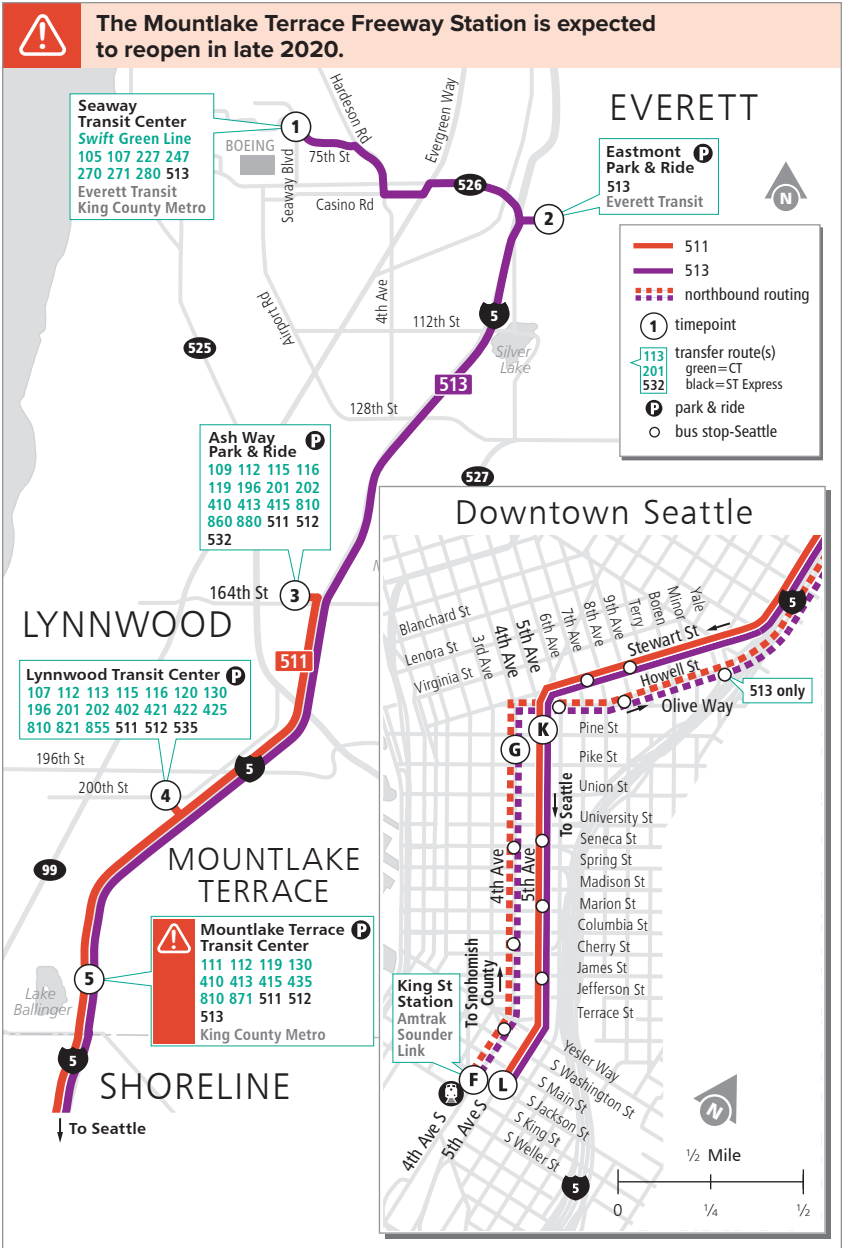 The Mountlake Terrace Freeway Station is expected
to reopen in late 2020.
EVERETT
Seaway
Transit Center
Swift Green Line
105 107 227 247
270 271 280 513
Everett Transit
King County Metro
1
BOEING
Seaway Blvd
75th St
Hardeson Rd
Evergreen Way
Casino Rd
526
2
Eastmont
Park & Ride
P
513
Everett Transit
N
511
513
northbound routing
1
timepoint
113
201
532
transfer route(s)
green=CT
black=ST Express
P
park & ride
bus stop-Seattle
Airport Rd
4th Ave
112th St
5
Silver
Lake
525
513
128th St
527
Ash Way
Park & Ride
P
109 112 115 116
119 196 201 202
410 413 415 810
860 880 511 512
532
164th St
3
LYNNWOOD
511
Lynnwood Transit Center
P
107 112 113 115 116 120 130
196 201 202 402 421 422 425
810 821 855 511 512 535
196th St
5
200th St
4
99
MOUNTLAKE
TERRACE
Mountlake Terrace
Transit Center
P
111 112 119 130
410 413 415 435
810 871 511 512
513
King County Metro
5
Lake
Ballinger
5
SHORELINE
To Seattle
Downtown Seattle
5
Blanchard St
Lenora St
Virginia St
3rd Ave
4th Ave
5th Ave
6th Ave
7th Ave
8th Ave
9th Ave
Terry
Boren
Minor
Yale
Stewart St
Howell St
513 only
Olive Way
K
G
Pine St
Pike St
Union St
To Seattle
University St
Seneca St
Spring St
Madison St
Marion St
Columbia St
Cherry St
James St
Jefferson St
Terrace St
4th Ave
5th Ave
To Snohomish
County
King St
Station
Amtrak
Sounder
Link
F
L
4th Ave S
5th Ave S
Yesler Way
S Washington St
S Main St
S Jackson St
S King St
S Weller St
5
N
½ Mile
0
¼
½